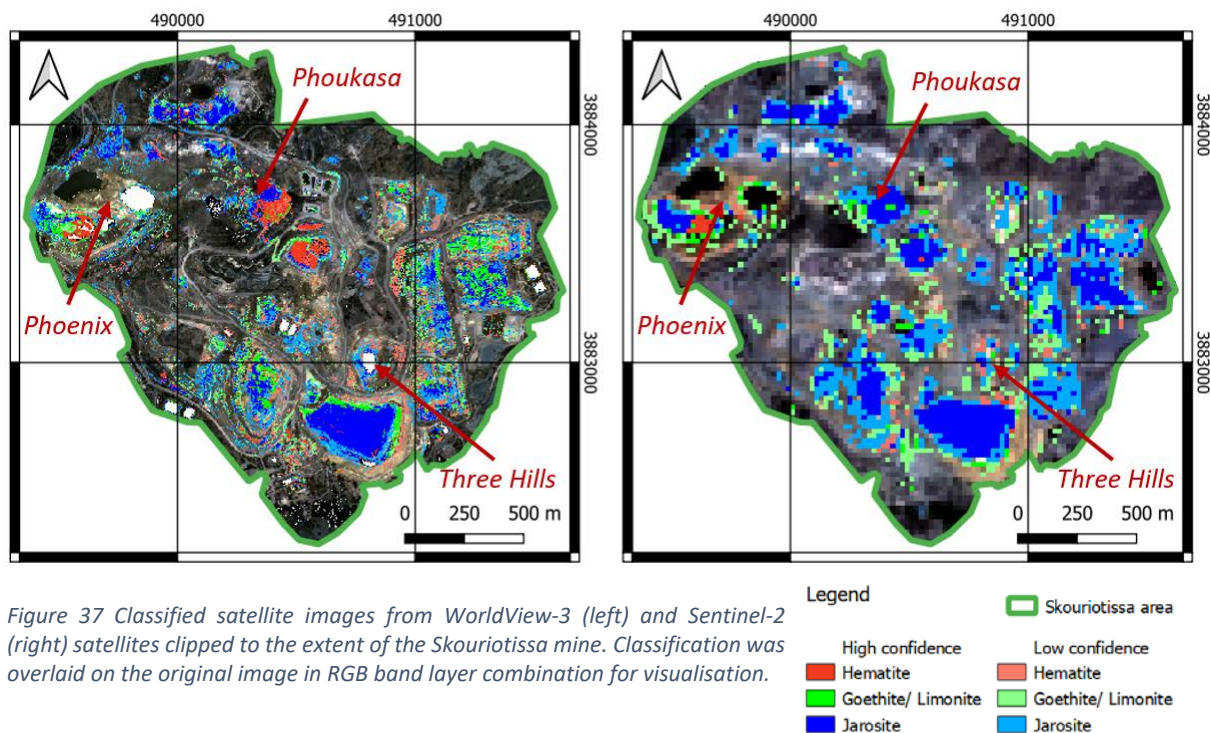 490000 491000
Phoukasa
3884000
Phoenix
3883000
Three Hills
0 250 500 m
490000 491000
Phoukasa
3884000
Phoenix
3883000
Three Hills
0 250 500 m
Figure 37 Classified satellite images from WorldView-3 (left) and Sentinel-2
(right) satellites clipped to the extent of the Skouriotissa mine. Classification was
overlaid on the original image in RGB band layer combination for visualisation.
Legend
Skouriotissa area
High confidence
Hematite
Goethite/ Limonite
Jarosite
Low confidence
Hematite
Goethite/ Limonite
Jarosite